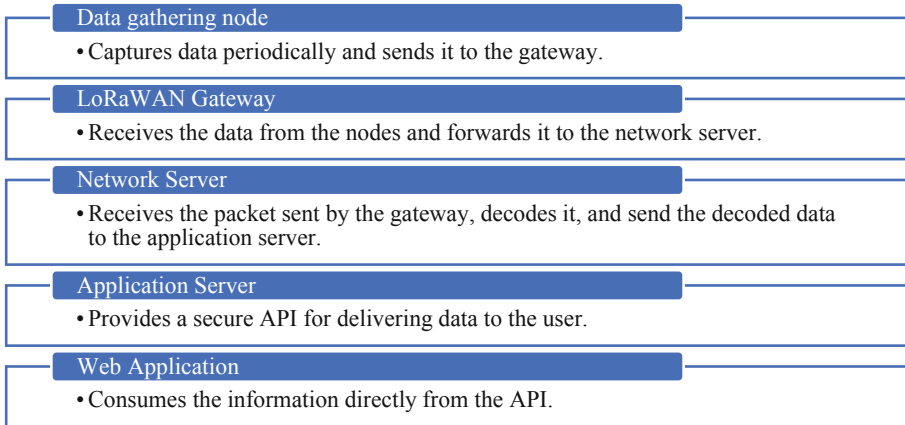 Data gathering node
• Captures data periodically and sends it to the gateway.
LoRaWAN Gateway
• Receives the data from the nodes and forwards it to the network server.
Network Server
• Receives the packet sent by the gateway, decodes it, and send the decoded data
to the application server.
Application Server
• Provides a secure API for delivering data to the user.
Web Application
• Consumes the information directly from the API.